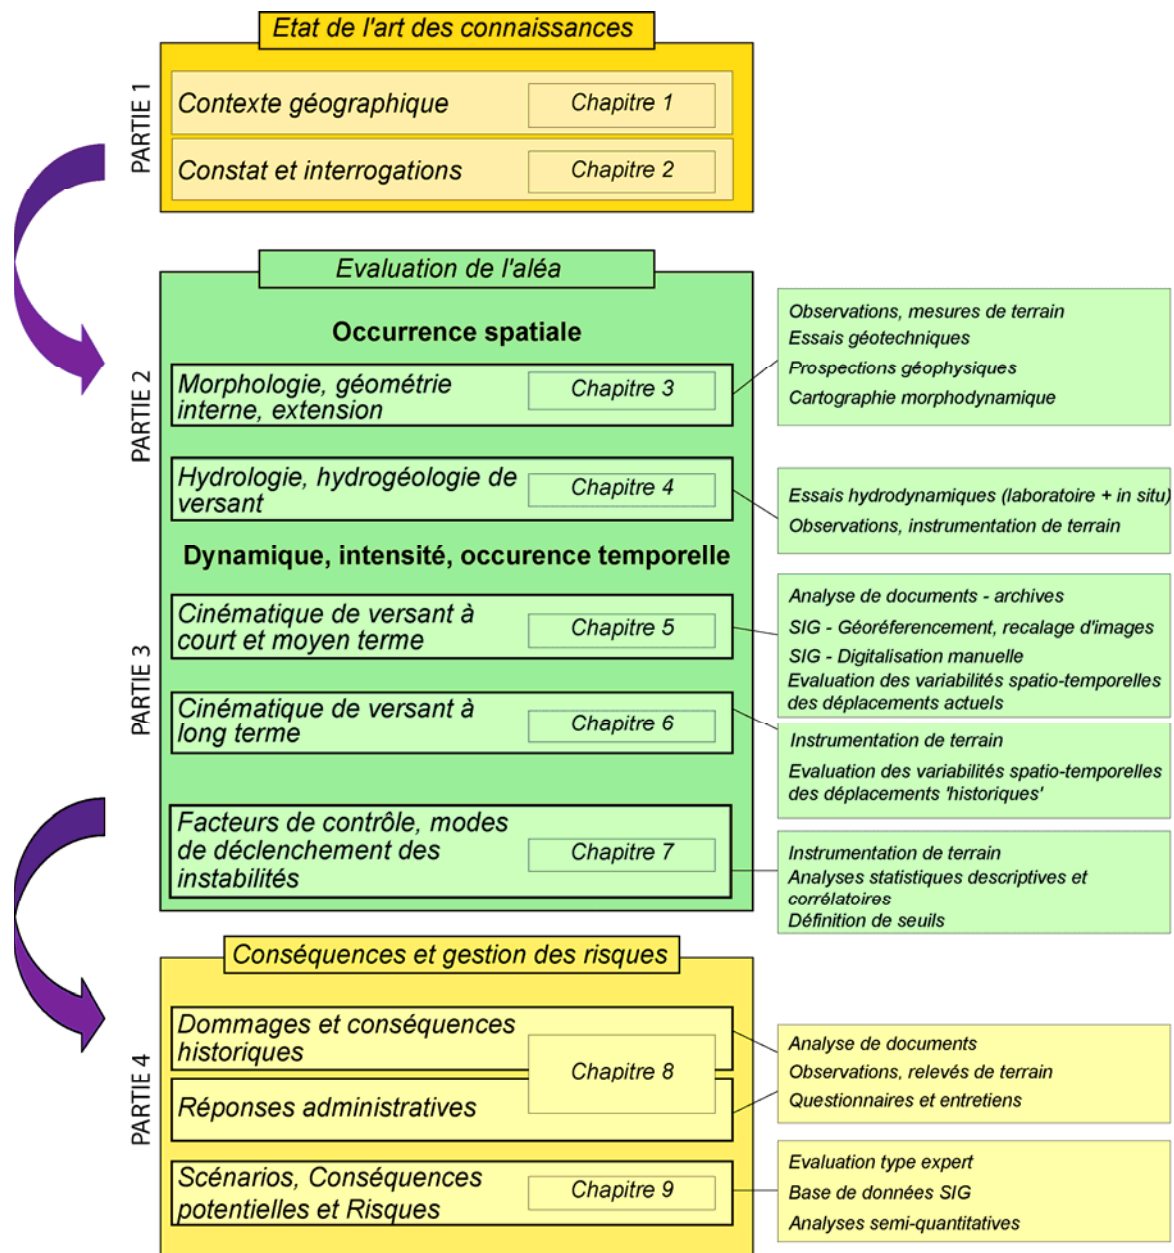 Etat de l'art des connaissances
PARTIE 1
Contexte géographique
Chapitre 1
Constat et interrogations
Chapitre 2
Evaluation de l'aléa
PARTIE 2
Occurrence spatiale
Morphologie, géométrie
interne, extension
Chapitre 3
Observations, mesures de terrain
Essais géotechniques
Prospections géophysiques
Cartographie morphodynamique
Hydrologie, hydrogéologie de
versant
Chapitre 4
Essais hydrodynamiques (laboratoire + in situ)
Observations, instrumentation de terrain
PARTIE 3
Dynamique, intensité, occurence temporelle
Cinématique de versant à
court et moyen terme
Chapitre 5
Analyse de documents - archives
SIG - Géoréferencement, recalage d'images
SIG - Digitalisation manuelle
Evaluation des variabilités spatio-temporelles
des déplacements actuels
Cinématique de versant à
long terme
Chapitre 6
Instrumentation de terrain
Evaluation des variabilités spatio-temporelles
des déplacements 'historiques'
Facteurs de contrôle, modes
de déclenchement des
instabilités
Chapitre 7
Instrumentation de terrain
Analyses statistiques descriptives et
corrélatoires
Définition de seuils
Conséquences et gestion des risques
PARTIE 4
Dommages et conséquences
historiques
Chapitre 8
Réponses administratives
Analyse de documents
Observations, relevés de terrain
Questionnaires et entretiens
Scénarios, Conséquences
potentielles et Risques
Chapitre 9
Evaluation type expert
Base de données SIG
Analyses semi-quantitatives